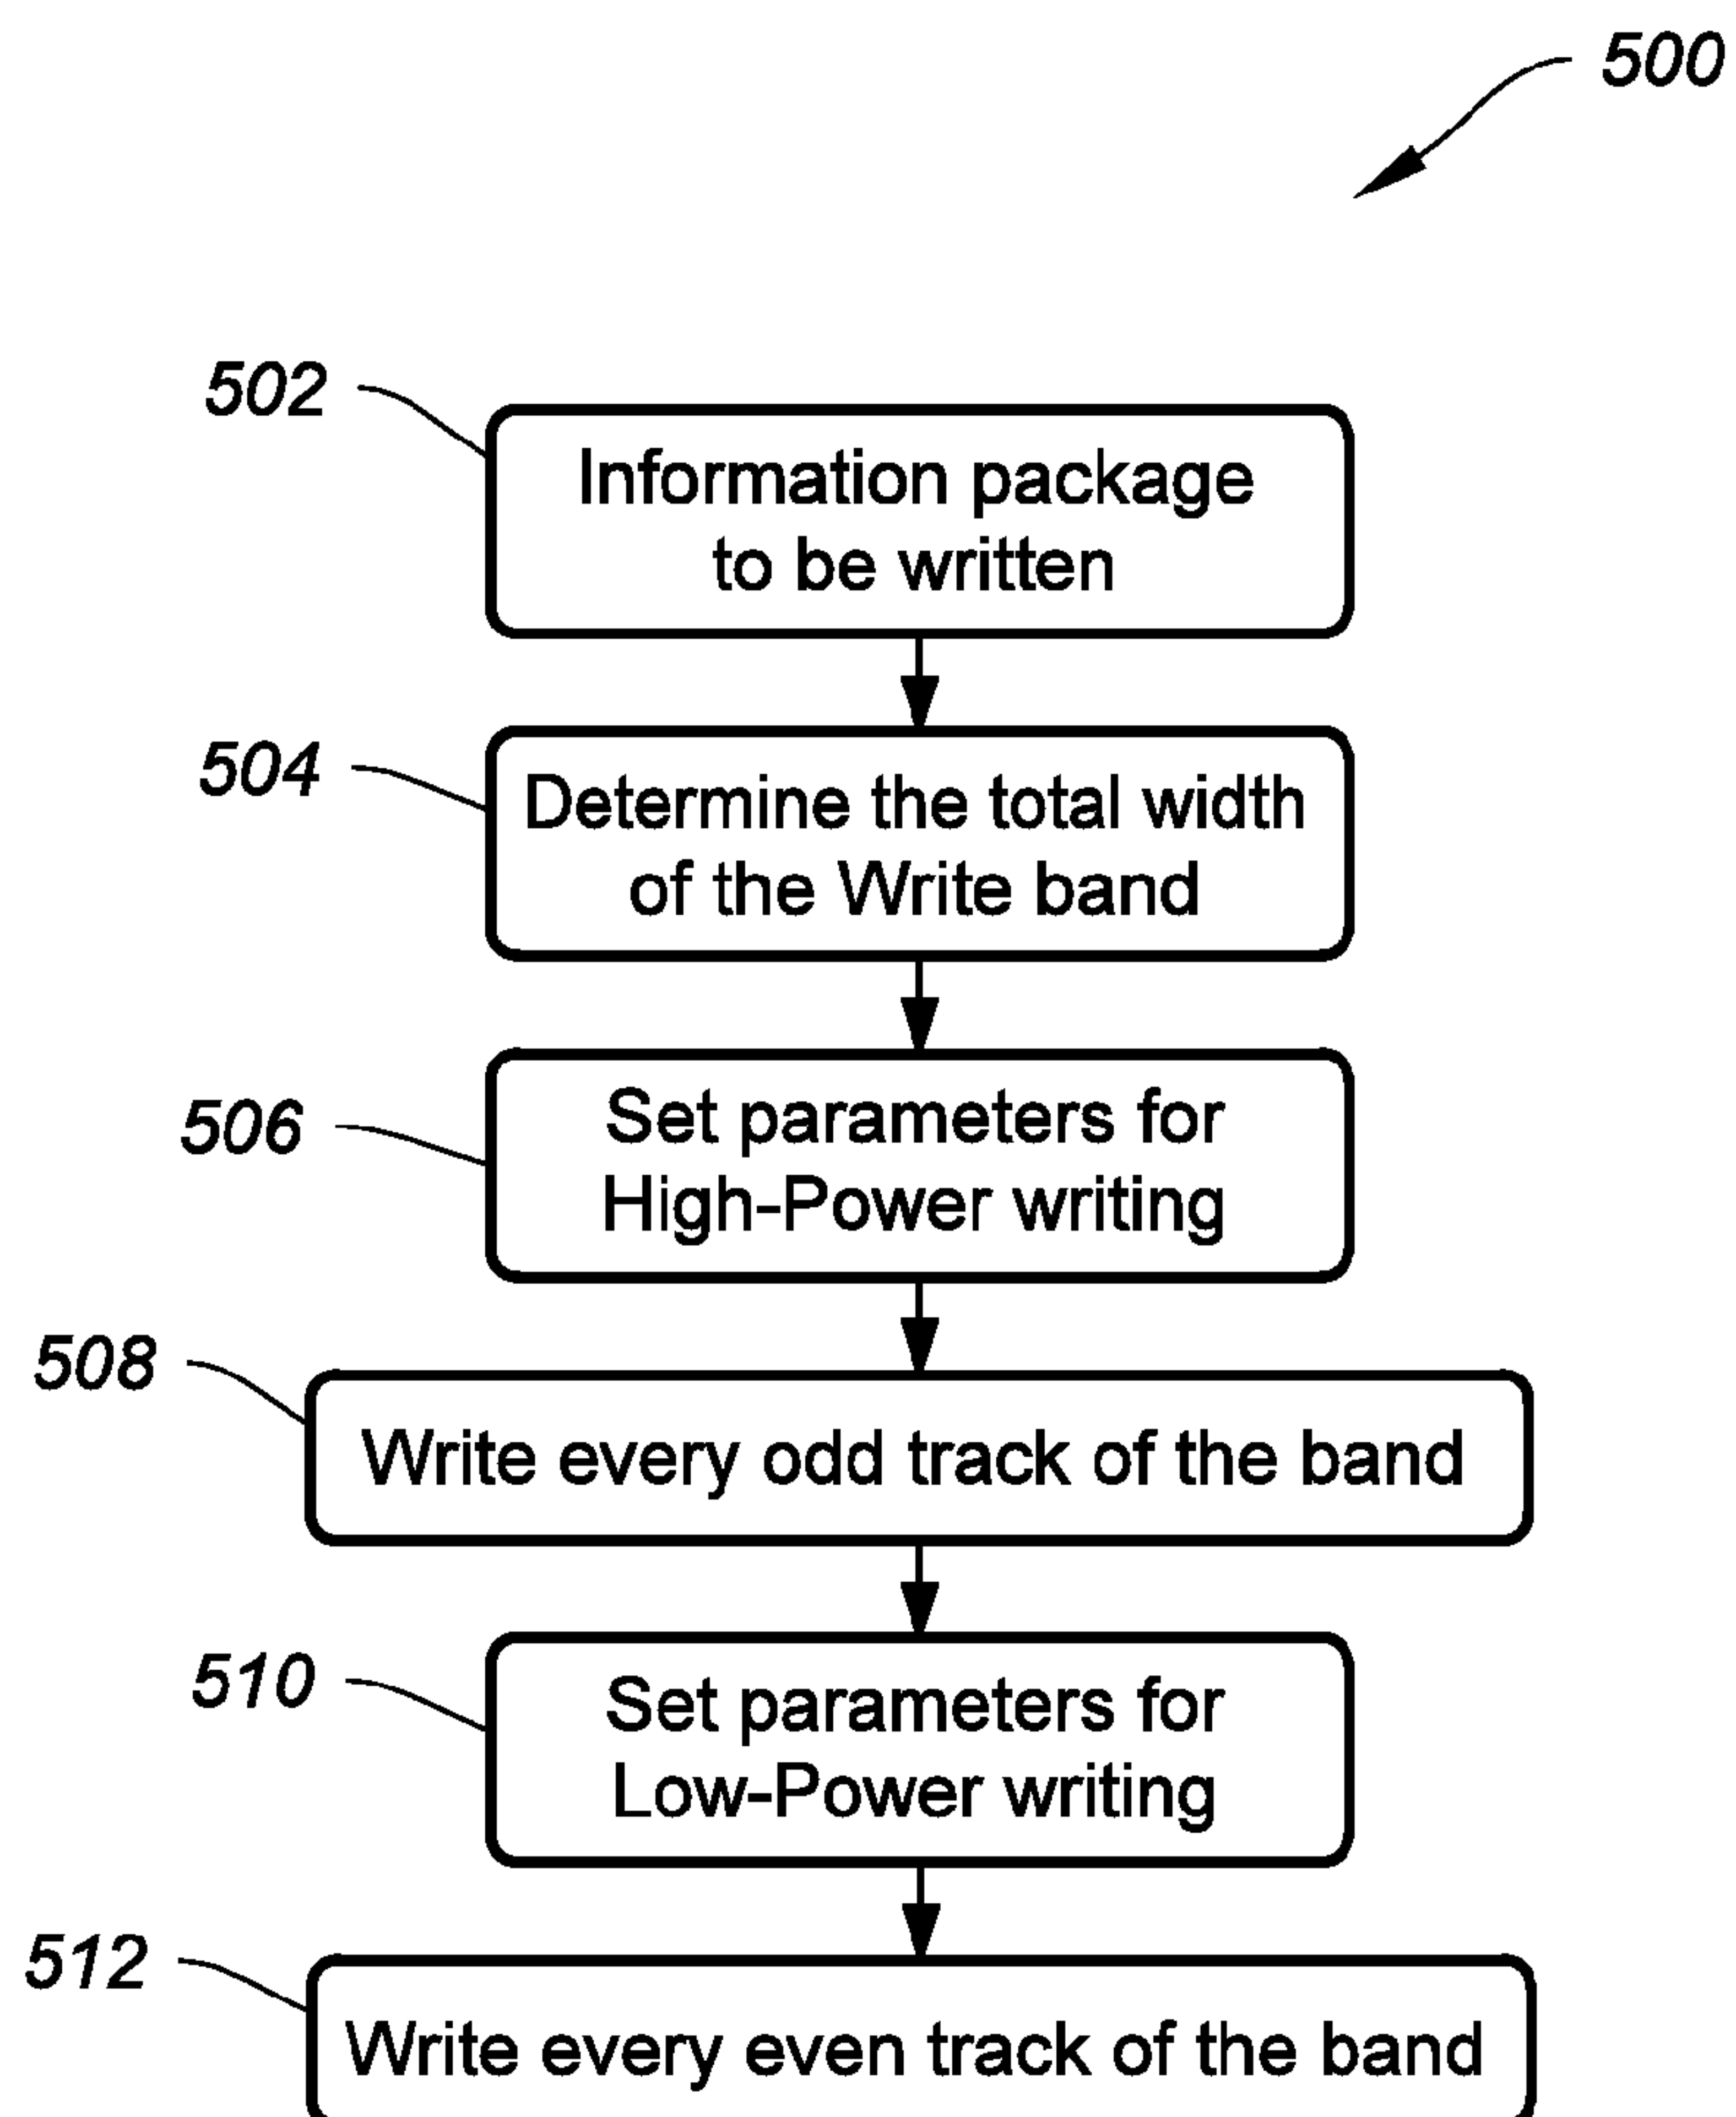 500
502
Information package
to be written
504
Determine the total width
of the Write band
506
Set parameters for
High-Power writing
508
Write every odd track of the band
510
Set parameters for
Low-Power writing
512
Write every even track of the band